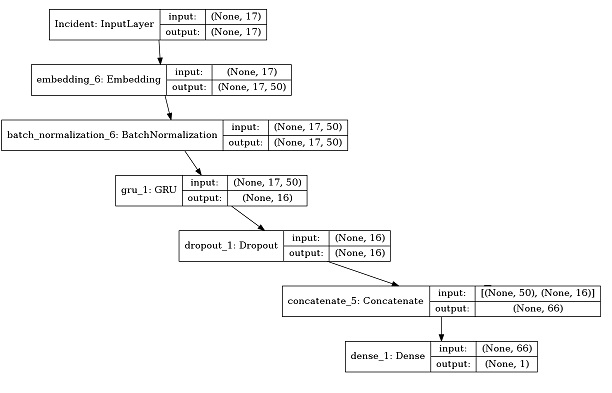 Incident: InputLayer
input: (None, 17)
output: (None, 17)
embedding_6: Embedding
input: (None, 17)
output: (None, 17, 50)
batch_normalization_6: BatchNormalization
input: (None, 17, 50)
output: (None, 17, 50)
gru_1: GRU
input: (None, 17, 50)
output: (None, 16)
dropout_1: Dropout
input: (None, 16)
output: (None, 16)
concatenate_5: Concatenate
input: [(None, 50), (None, 16)]
output: (None, 66)
dense_1: Dense
input: (None, 66)
output: (None, 1)